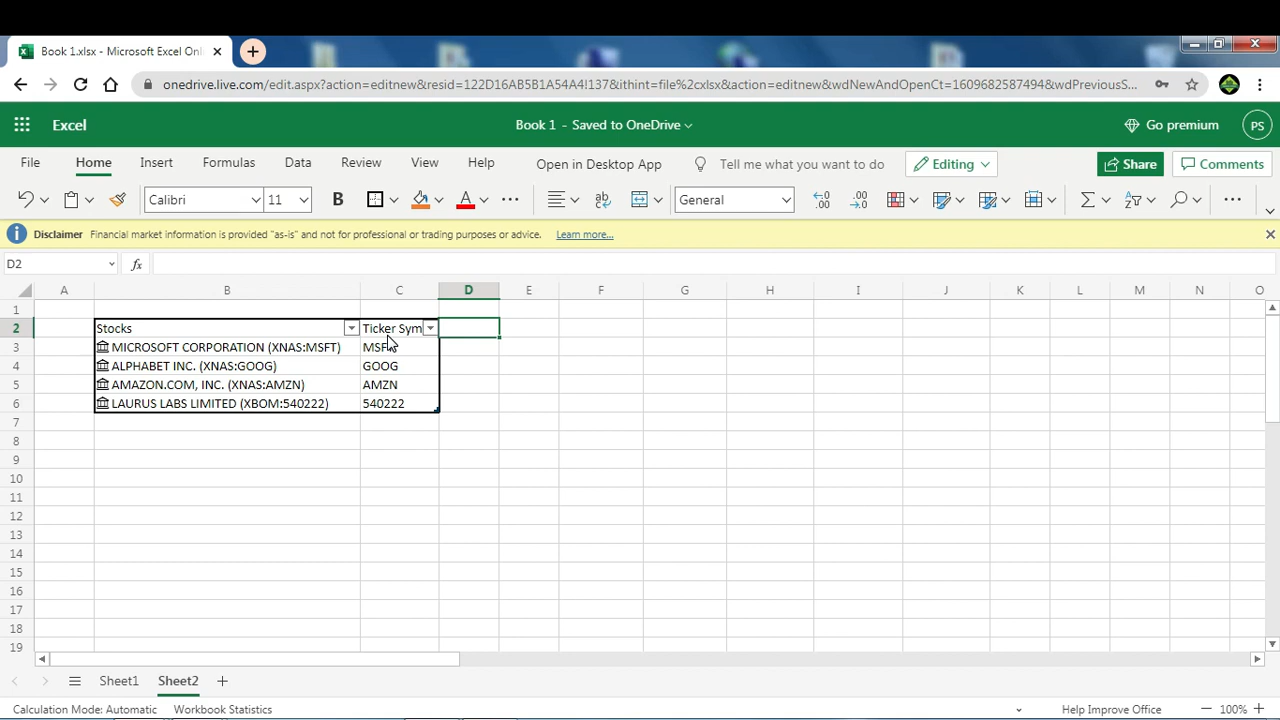 Book 1.xlsx - Microsoft Excel Onl
onedrive.live.com/edit.aspx?action=editnew&resid=122D16AB5B1A54A4!137&ithint=file%2cxlsx&action=editnew&wdNewAndOpenCt=1609682587494&wdPreviousS...
Excel
Book 1 - Saved to OneDrive
Go premium
PS
File Home Insert Formulas Data Review View Help Open in Desktop App Tell me what you want to do Editing Share Comments
Calibri 11 B A ... General .00 .00 ...
Disclaimer Financial market information is provided "as-is" and not for professional or trading purposes or advice. Learn more...
D2 fx
A B C D E F G H I J K L M N O
1
2 Stocks Ticker Sym
3 MICROSOFT CORPORATION (XNAS:MSFT) MSFT
4 ALPHABET INC. (XNAS:GOOG) GOOG
5 AMAZON.COM, INC. (XNAS:AMZN) AMZN
6 LAURUS LABS LIMITED (XBOM:540222) 540222
7
8
9
10
11
12
13
14
15
16
17
18
19
Sheet1 Sheet2
Calculation Mode: Automatic Workbook Statistics Help Improve Office 100%